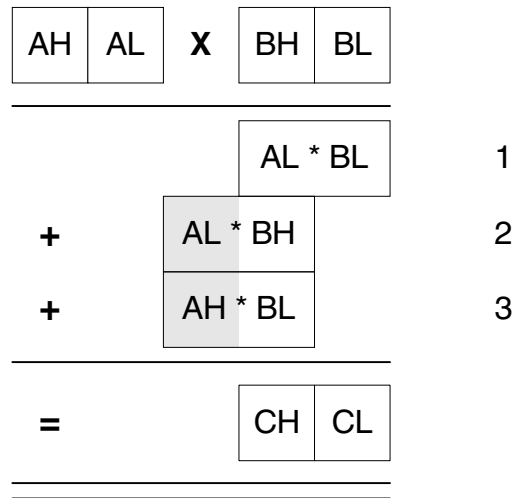 AH AL X BH BL
AL * BL 1
+ AL * BH 2
+ AH * BL 3
= CH CL